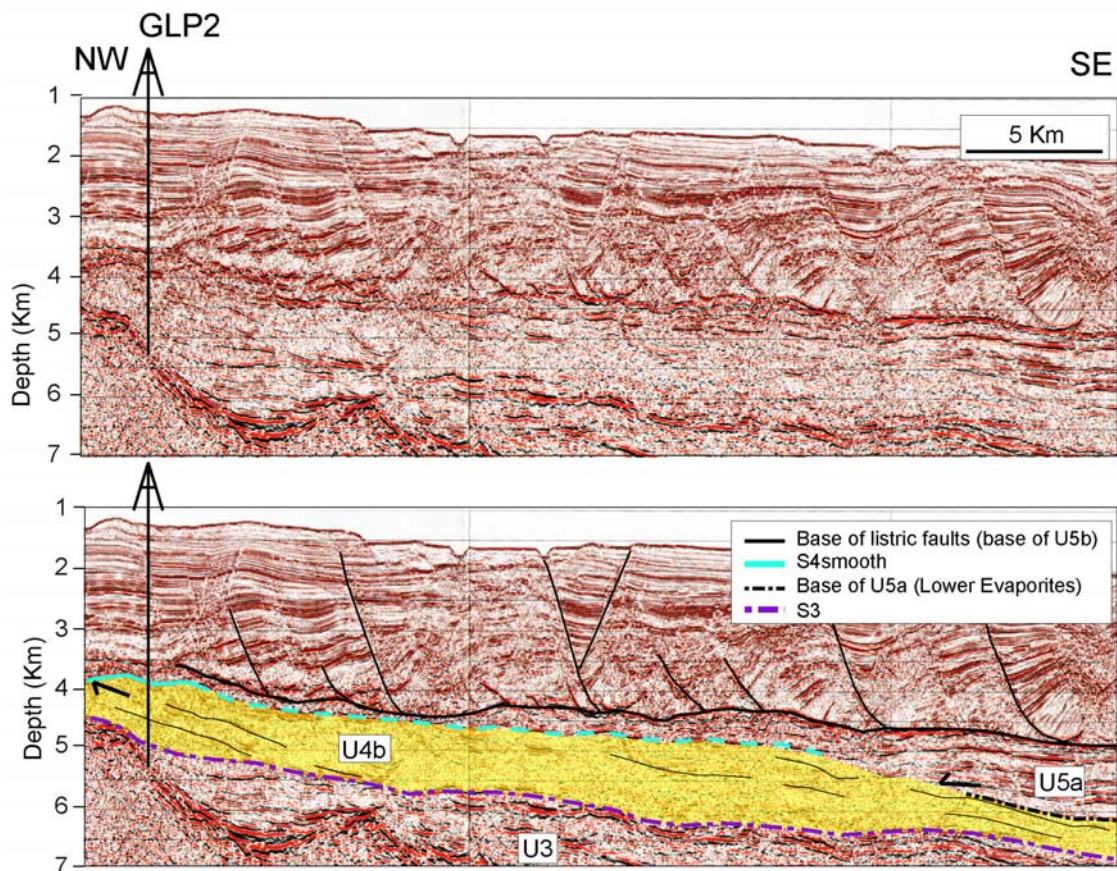 GLP2
NW SE
1
5 Km
2
3
4
5
6
7
Depth (Km)
1
Base of listric faults (base of U5b)
S4smooth
Base of U5a (Lower Evaporites)
S3
2
3
4
5
6
7
Depth (Km)
U4b
U5a
U3